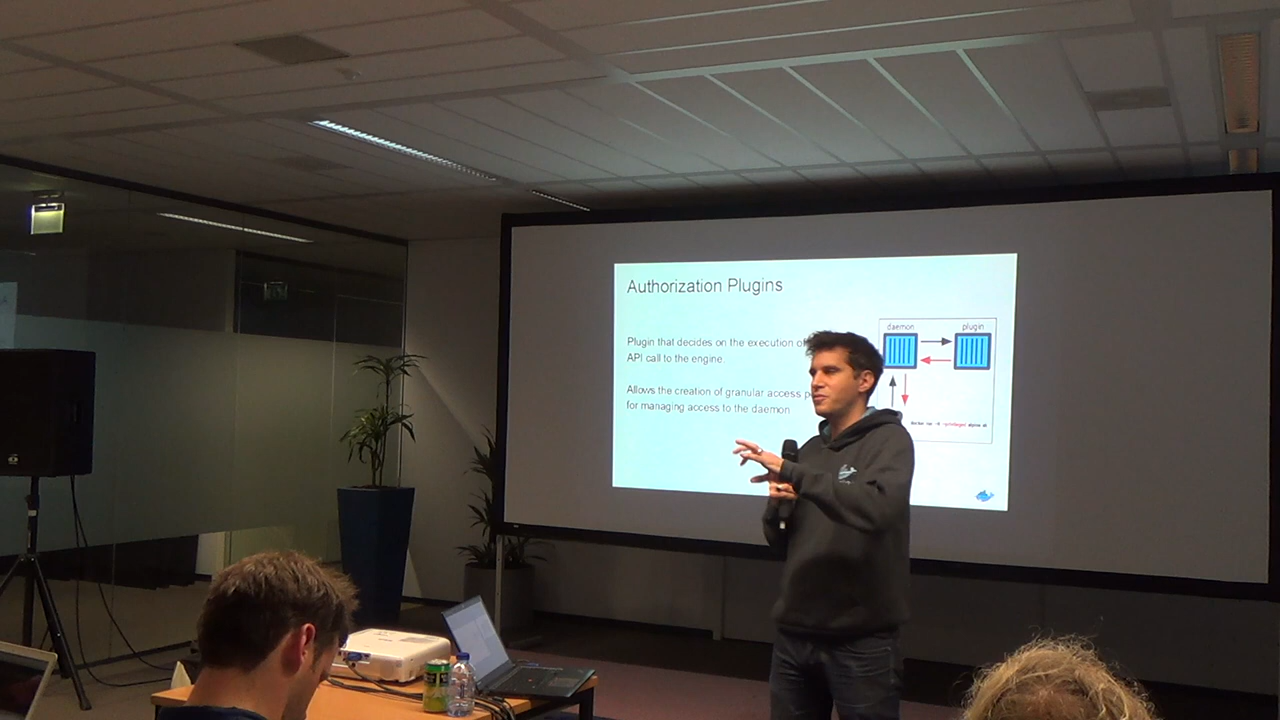 Authorization Plugins
Plugin that decides on the execution of
API call to the engine.
Allows the creation of granular access
for managing access to the daemon
daemon
plugin